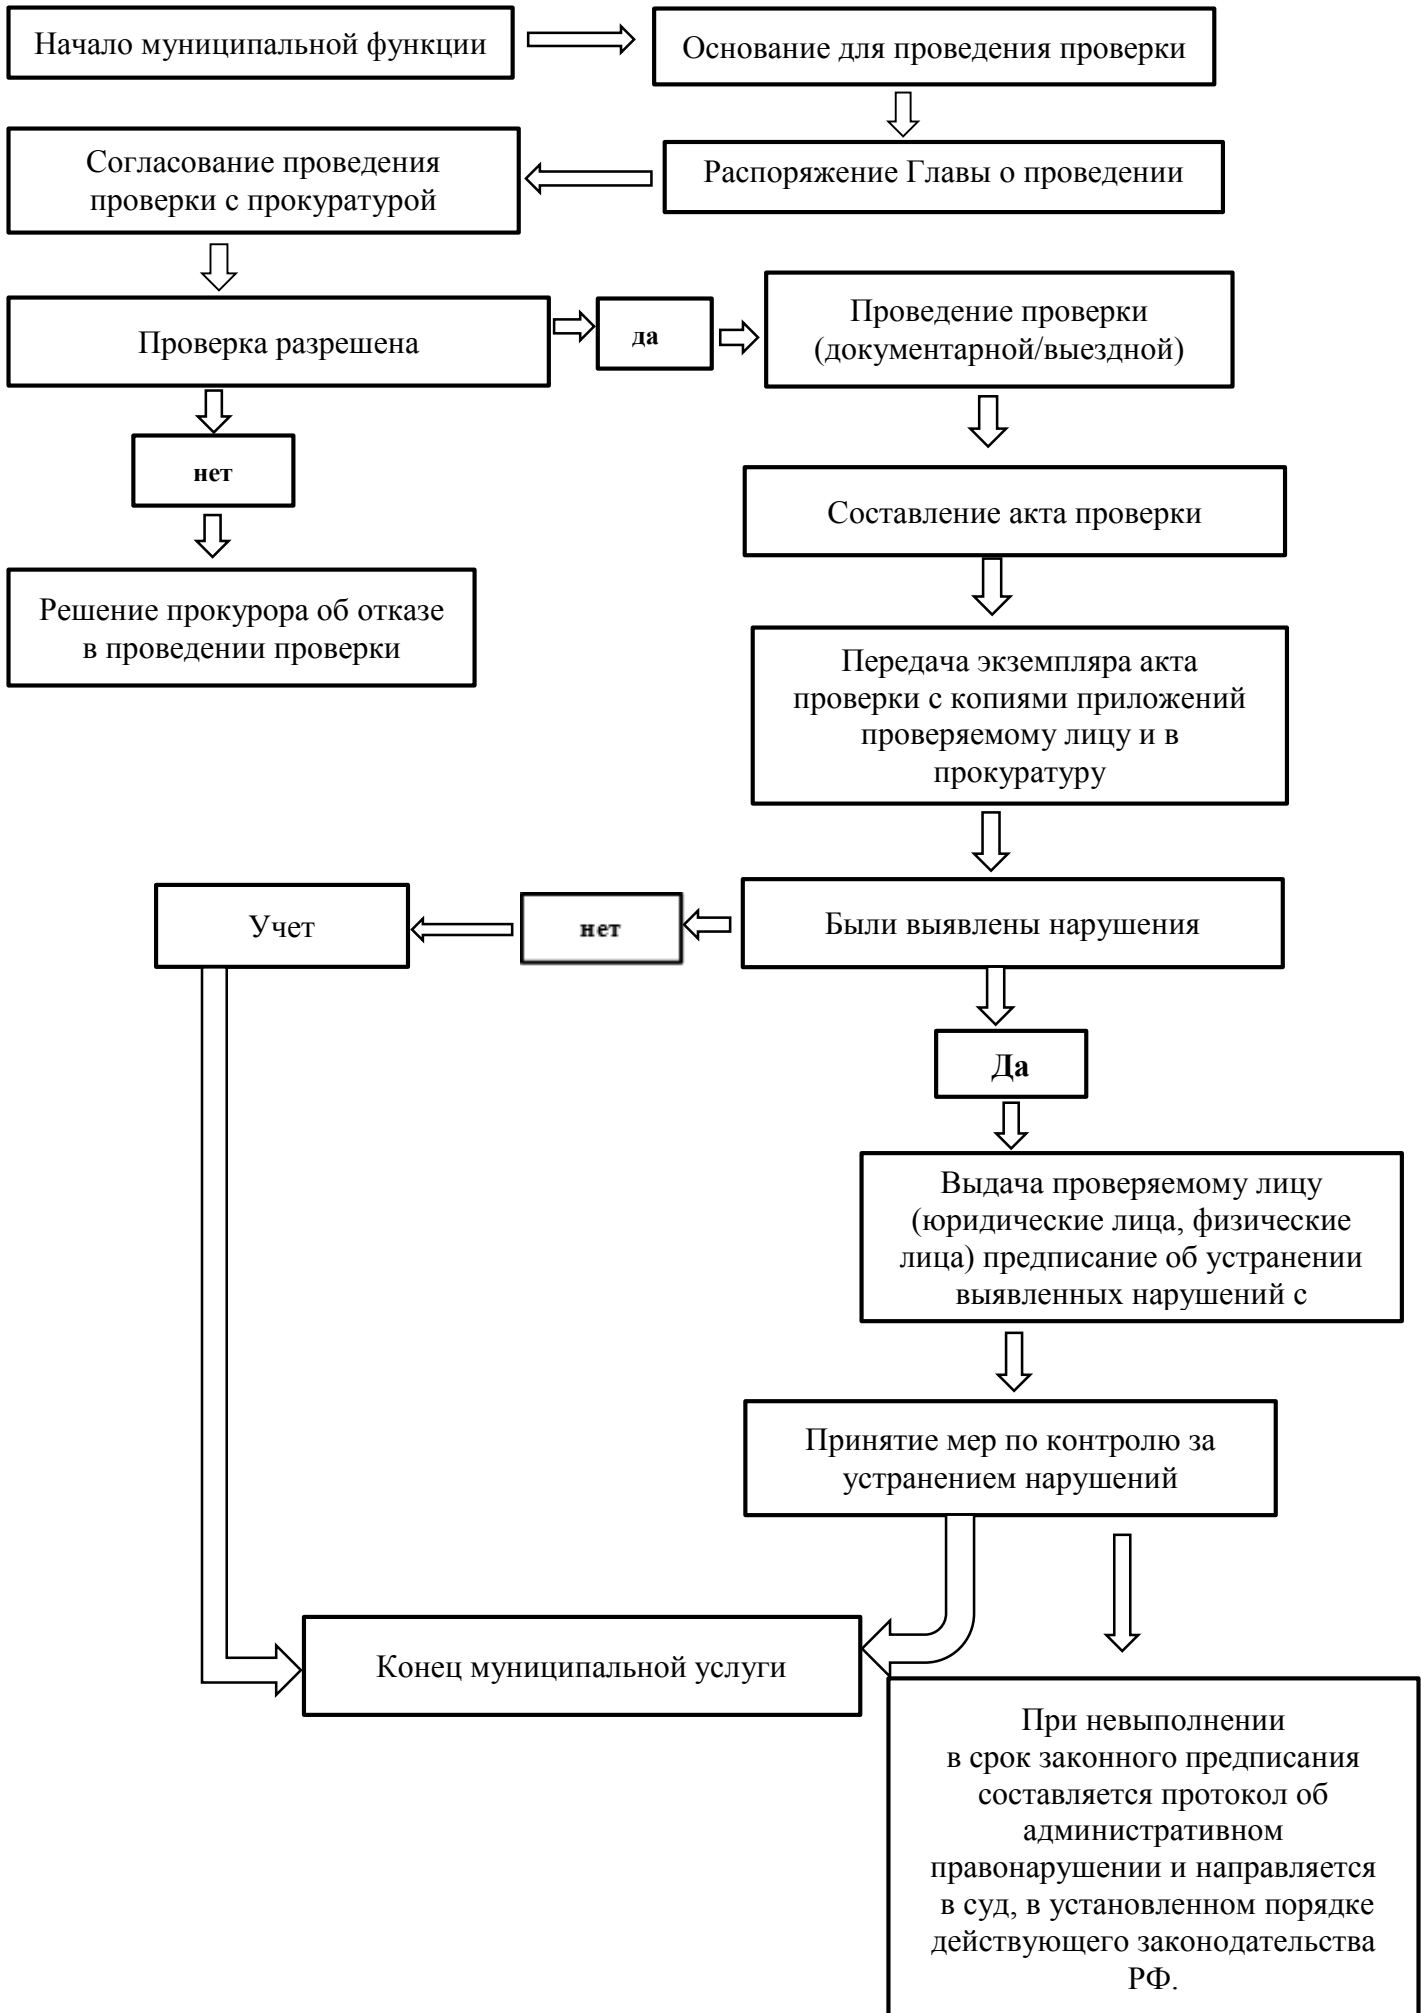 Начало муниципальной функции
Основание для проведения проверки
Распоряжение Главы о проведении
Согласование проведения
проверки с прокуратурой
Проверка разрешена
да
Проведение проверки
(документарной/выездной)
нет
Решение прокурора об отказе
в проведении проверки
Составление акта проверки
Передача экземпляра акта
проверки с копиями приложений
проверяемому лицу и в
прокуратуру
Были выявлены нарушения
нет
Учет
Да
Выдача проверяемому лицу
(юридические лица, физические
лица) предписание об устранении
выявленных нарушений с
Принятие мер по контролю за
устранением нарушений
Конец муниципальной услуги
При невыполнении
в срок законного предписания
составляется протокол об
административном
правонарушении и направляется
в суд, в установленном порядке
действующего законодательства
РФ.